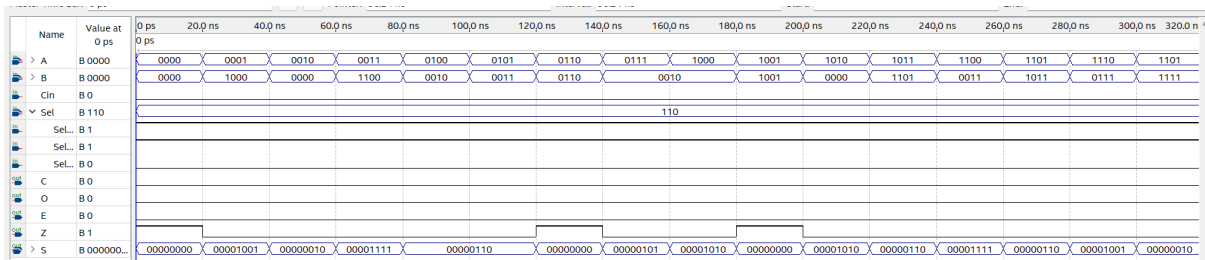 Name Value at 0 ps 0 ps 20.0 ns 40.0 ns 60.0 ns 80.0 ns 100.0 ns 120.0 ns 140.0 ns 160.0 ns 180.0 ns 200.0 ns 220.0 ns 240.0 ns 260.0 ns 280.0 ns 300.0 ns 320.0 ns
0 ps
A B 0000 0000 0001 0010 0011 0100 0101 0110 0111 1000 1001 1010 1011 1100 1101 1110 1101
B B 0000 0000 1000 0000 1100 0010 0011 0110 0010 1001 0000 1101 0011 1011 0111 1111
Cin B 0
Sel B 110 110
Sel... B 1
Sel... B 1
Sel... B 0
C B 0
O B 0
E B 0
Z B 1
S B 000000... 00000000 00001001 00000010 00001111 00000110 00000000 00000101 00001010 00000000 00001010 00000110 00001111 00000110 00001001 00000010